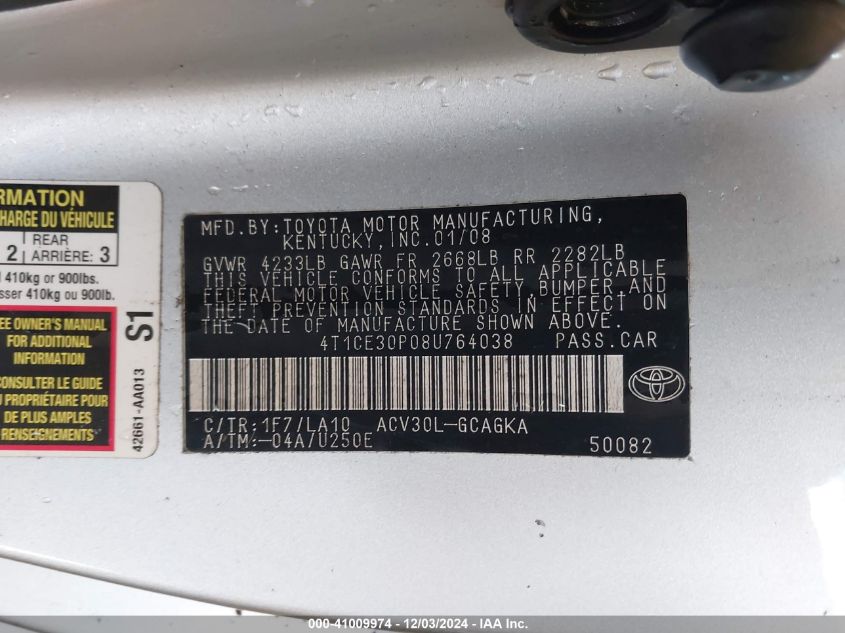 RMATION
CHARGE DU VÉHICULE
2 REAR ARRIÈRE: 3
410kg or 900lbs.
sser 410kg ou 900lb.
EE OWNER'S MANUAL
FOR ADDITIONAL
INFORMATION
CONSULTER LE GUIDE
U PROPRIÉTAIRE POUR
DE PLUS AMPLES
RENSEIGNEMENTS
S1
42661-AA013
MFD.BY:TOYOTA MOTOR MANUFACTURING,
KENTUCKY, INC.01/08
GVWR 4233LB GAWR FR 2668LB RR 2282LB
THIS VEHICLE CONFORMS TO ALL APPLICABLE
FEDERAL MOTOR VEHICLE SAFETY, BUMPER AND
THEFT PREVENTION STANDARDS IN EFFECT ON
THE DATE OF MANUFACTURE SHOWN ABOVE.
4T1CE30P08U764038 PASS.CAR
C/TR:1F7/LA10 ACV30L-GCAGKA
A/TM:-04A/U250E 50082
000-41009974 - 12/03/2024 - IAA Inc.